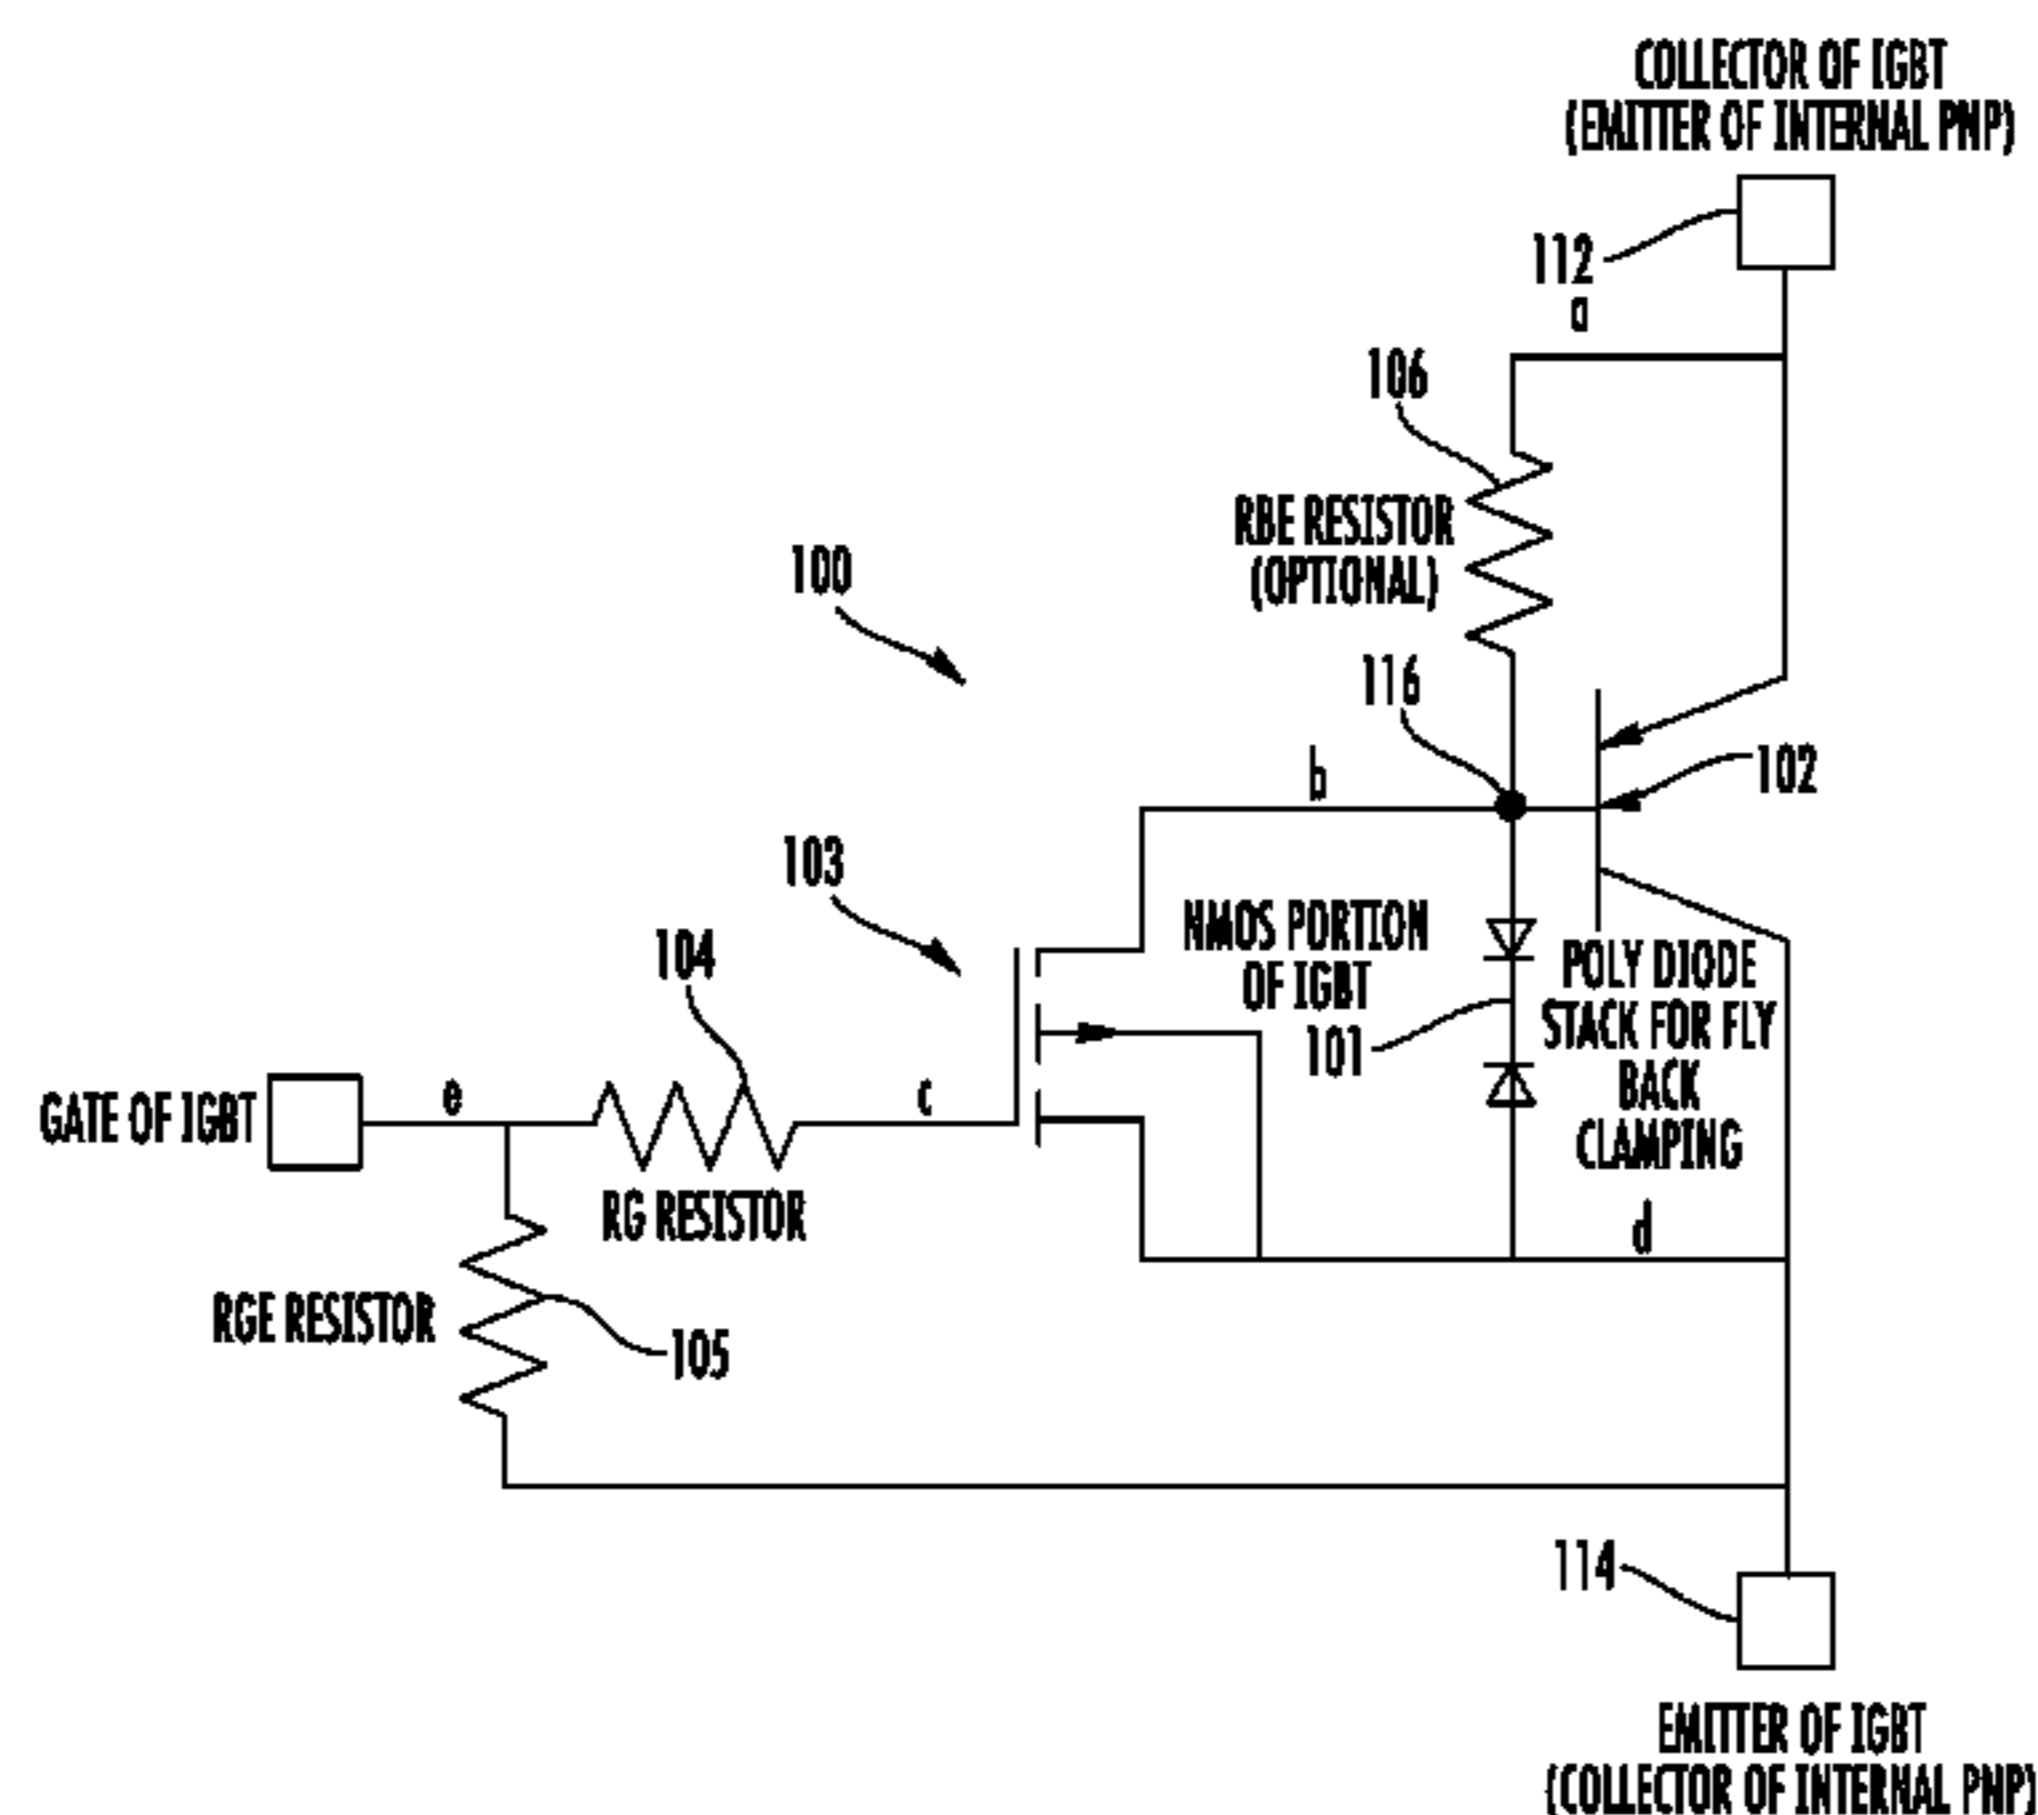 COLLECTOR OF IGBT
(EMITTER OF INTERNAL PNP)
112
a
106
RBE RESISTOR
(OPTIONAL)
100
116
b
102
103
NMOS PORTION
OF IGBT
104
POLY DIODE
STACK FOR FLY
BACK
CLAMPING
101
GATE OF IGBT
e
c
RG RESISTOR
d
RGE RESISTOR
105
114
EMITTER OF IGBT
(COLLECTOR OF INTERNAL PNP)